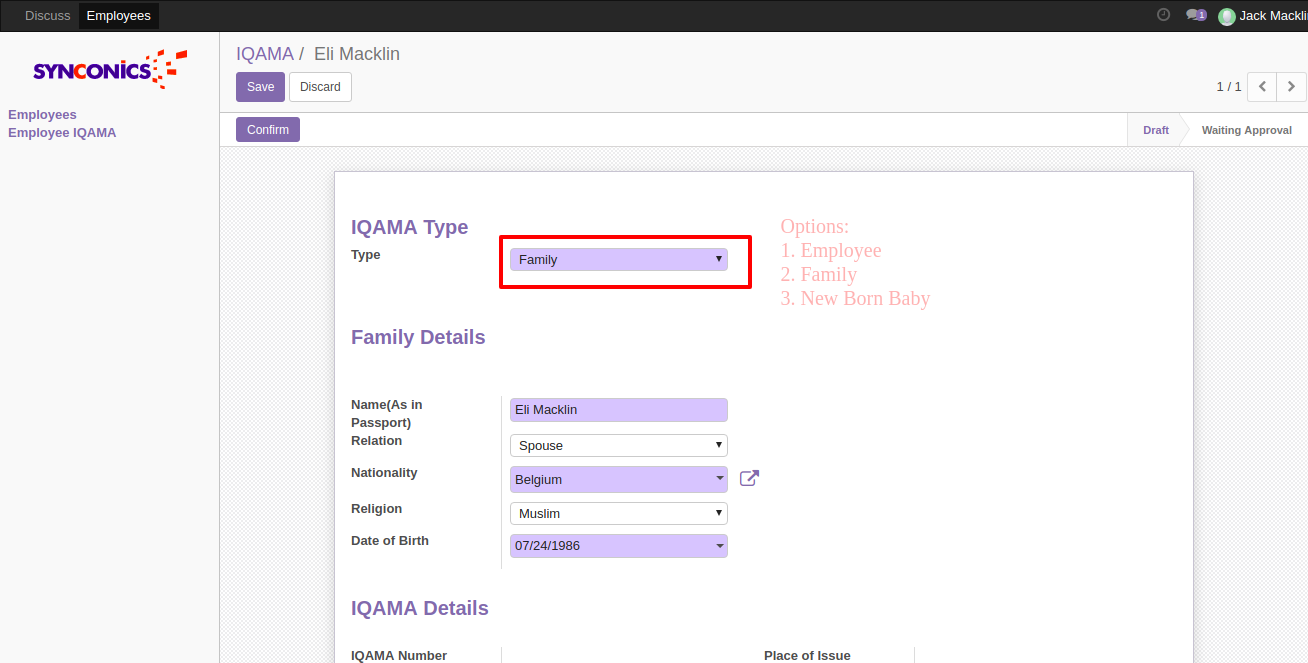 Discuss Employees 1 Jack Mackli
SYNCONICS
Employees
Employee IQAMA
IQAMA / Eli Macklin
Save Discard 1 / 1
Confirm Draft Waiting Approval
IQAMA Type
Type Family
Options:
1. Employee
2. Family
3. New Born Baby
Family Details
Name(As in
Passport) Eli Macklin
Relation Spouse
Nationality Belgium
Religion Muslim
Date of Birth 07/24/1986
IQAMA Details
IQAMA Number Place of Issue